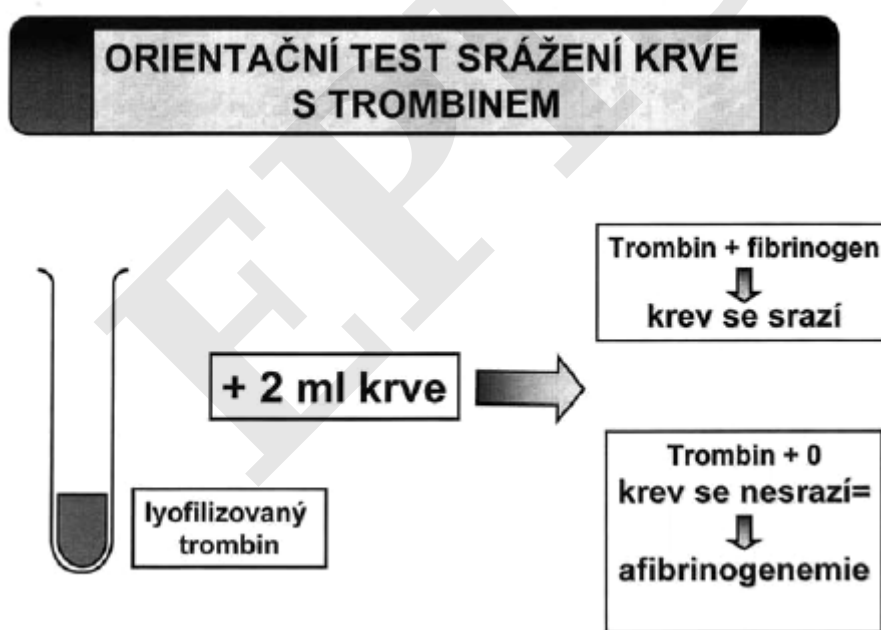 ORIENTAČNÍ TEST SRÁŽENÍ KRVE
S TROMBINEM
Trombin + fibrinogen
krev se srazí
+ 2 ml krve
Trombin + 0
krev se nesrazí=
afibrinogenemie
lyofilizovaný
trombin